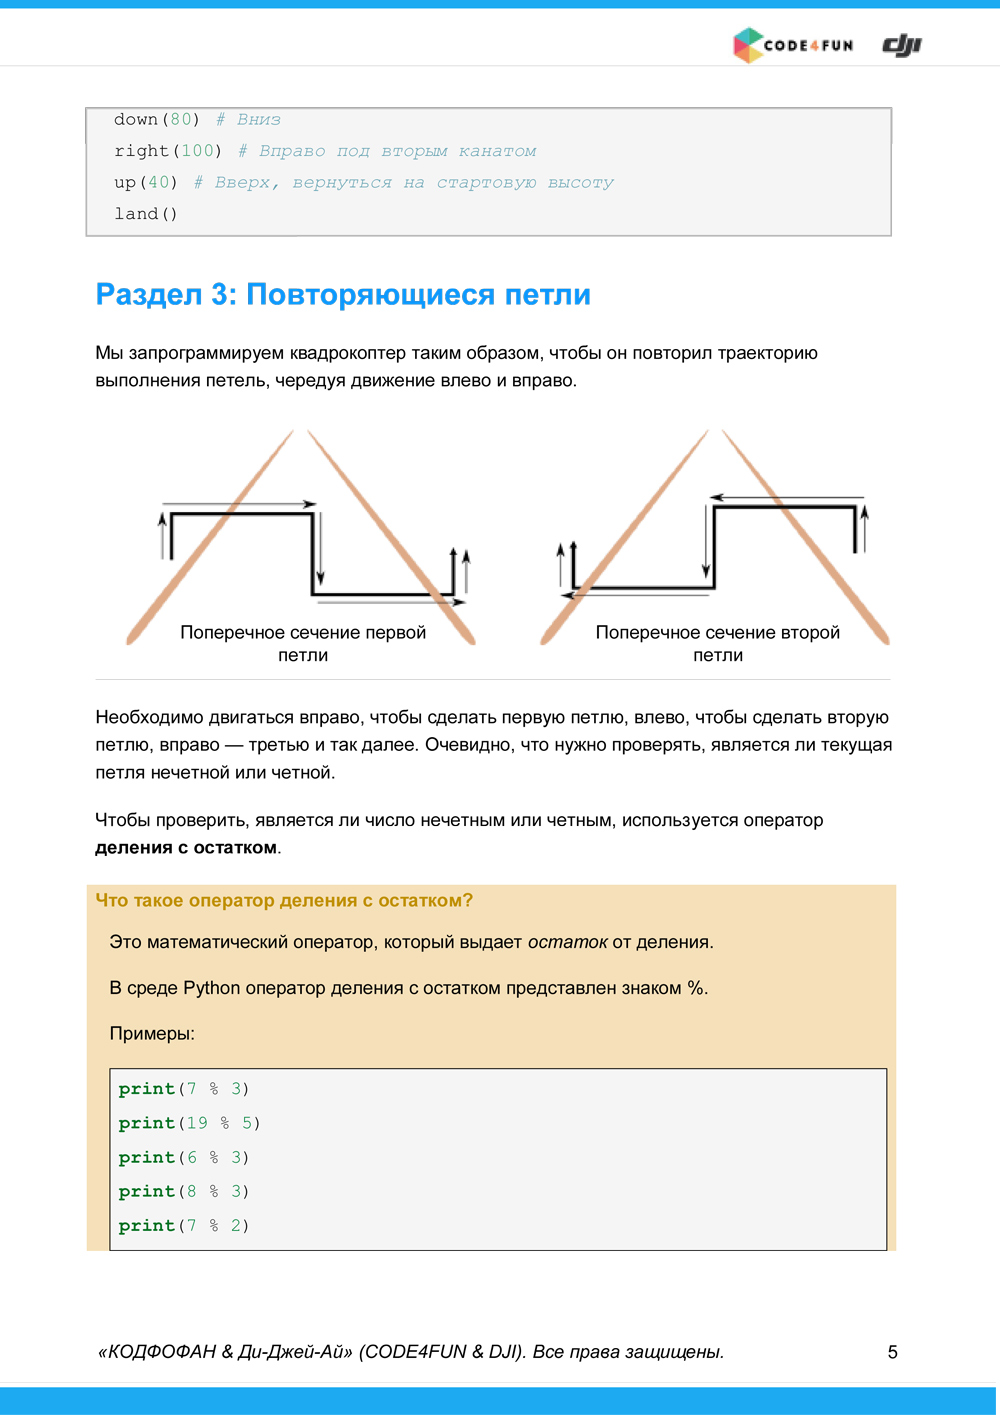 CODE4FUN dji
down(80) # Вниз
right(100) # Вправо под вторым канатом
up(40) # Вверх, вернуться на стартовую высоту
land()
Раздел 3: Повторяющиеся петли
Мы запрограммируем квадрокоптер таким образом, чтобы он повторил траекторию
выполнения петель, чередуя движение влево и вправо.
Поперечное сечение первой
петли
Поперечное сечение второй
петли
Необходимо двигаться вправо, чтобы сделать первую петлю, влево, чтобы сделать вторую
петлю, вправо — третью и так далее. Очевидно, что нужно проверять, является ли текущая
петля нечетной или четной.
Чтобы проверить, является ли число нечетным или четным, используется оператор
деления с остатком.
Что такое оператор деления с остатком?
Это математический оператор, который выдает остаток от деления.
В среде Python оператор деления с остатком представлен знаком %.
Примеры:
print(7 % 3)
print(19 % 5)
print(6 % 3)
print(8 % 3)
print(7 % 2)
«КОДФОФАН & Ди-Джей-Ай» (CODE4FUN & DJI). Все права защищены. 5